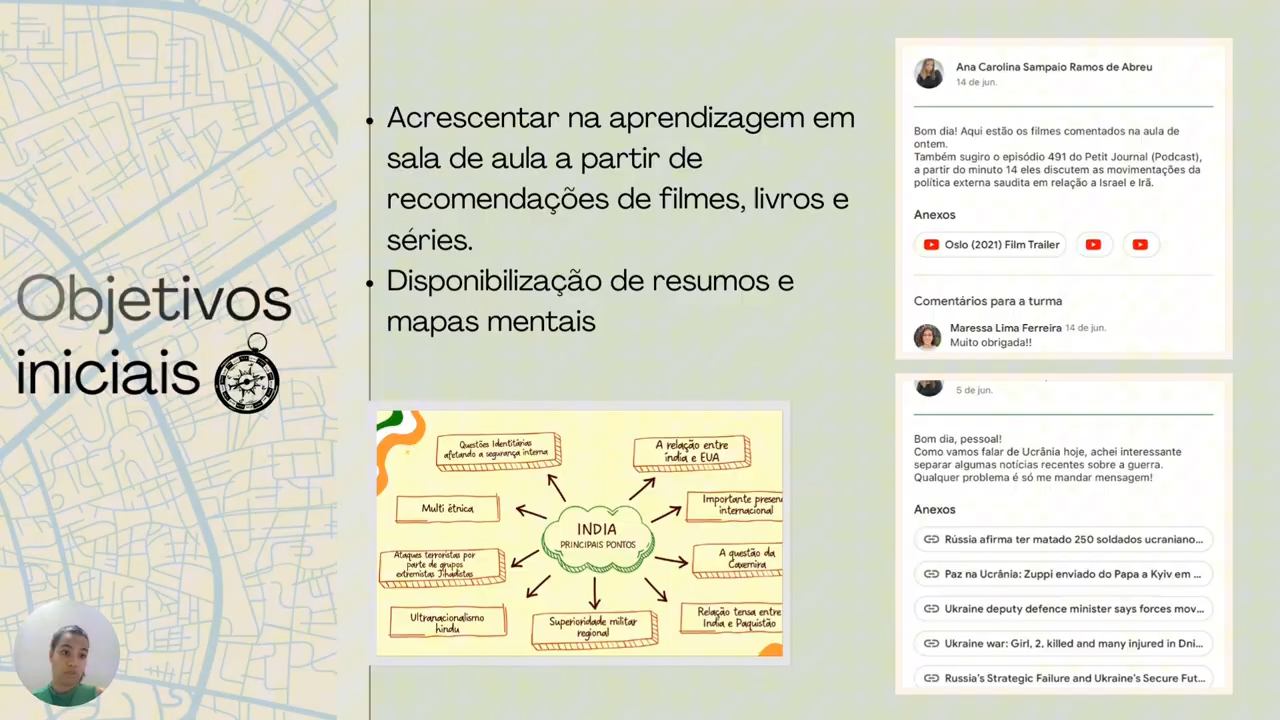 Objetivos
iniciais
Acrescentar na aprendizagem em
sala de aula a partir de
recomendações de filmes, livros e
séries.
Disponibilização de resumos e
mapas mentais
Questões Identitárias
afetando a segurança interna
A relação entre
índia e EUA
Multi étnica
Importante presen
internacional
INDIA
PRINCIPAIS PONTOS
Ataques terroristas por
parte de grupos
extremistas Jihadistas
A questão da
Caxemira
Ultranacionalismo
hindu
Superioridade militar
regional
Relação tensa entre
India e Paquistão
Ana Carolina Sampaio Ramos de Abreu
14 de jun.
Bom dia! Aqui estão os filmes comentados na aula de
ontem.
Também sugiro o episódio 491 do Petit Journal (Podcast),
a partir do minuto 14 eles discutem as movimentações da
política externa saudita em relação a Israel e Irã.
Anexos
Oslo (2021) Film Trailer
Comentários para a turma
Maressa Lima Ferreira 14 de jun.
Muito obrigada!!
5 de jun.
Bom dia, pessoal!
Como vamos falar de Ucrânia hoje, achei interessante
separar algumas notícias recentes sobre a guerra.
Qualquer problema é só me mandar mensagem!
Anexos
Rússia afirma ter matado 250 soldados ucraniano...
Paz na Ucrânia: Zuppi enviado do Papa a Kyiv em ...
Ukraine deputy defence minister says forces mov...
Ukraine war: Girl, 2, killed and many injured in Dni...
Russia's Strategic Failure and Ukraine's Secure Fut...